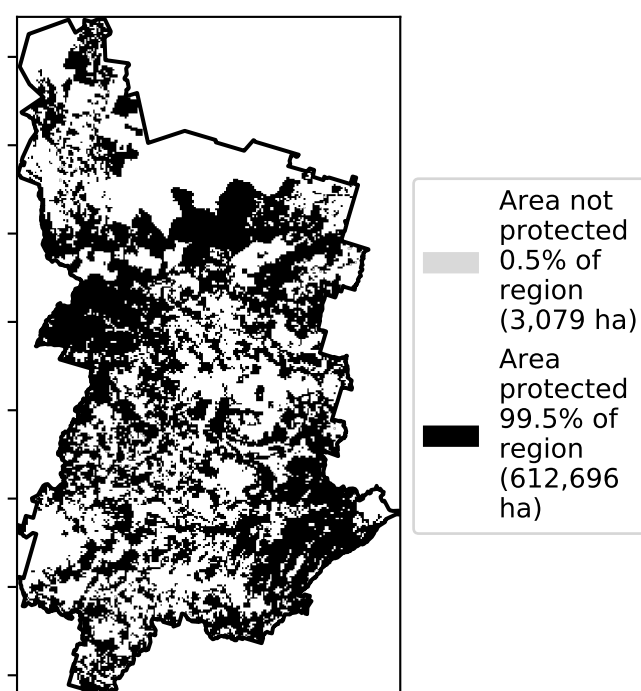 Area not
protected
0.5% of
region
(3,079 ha)
Area
protected
99.5% of
region
(612,696
ha)